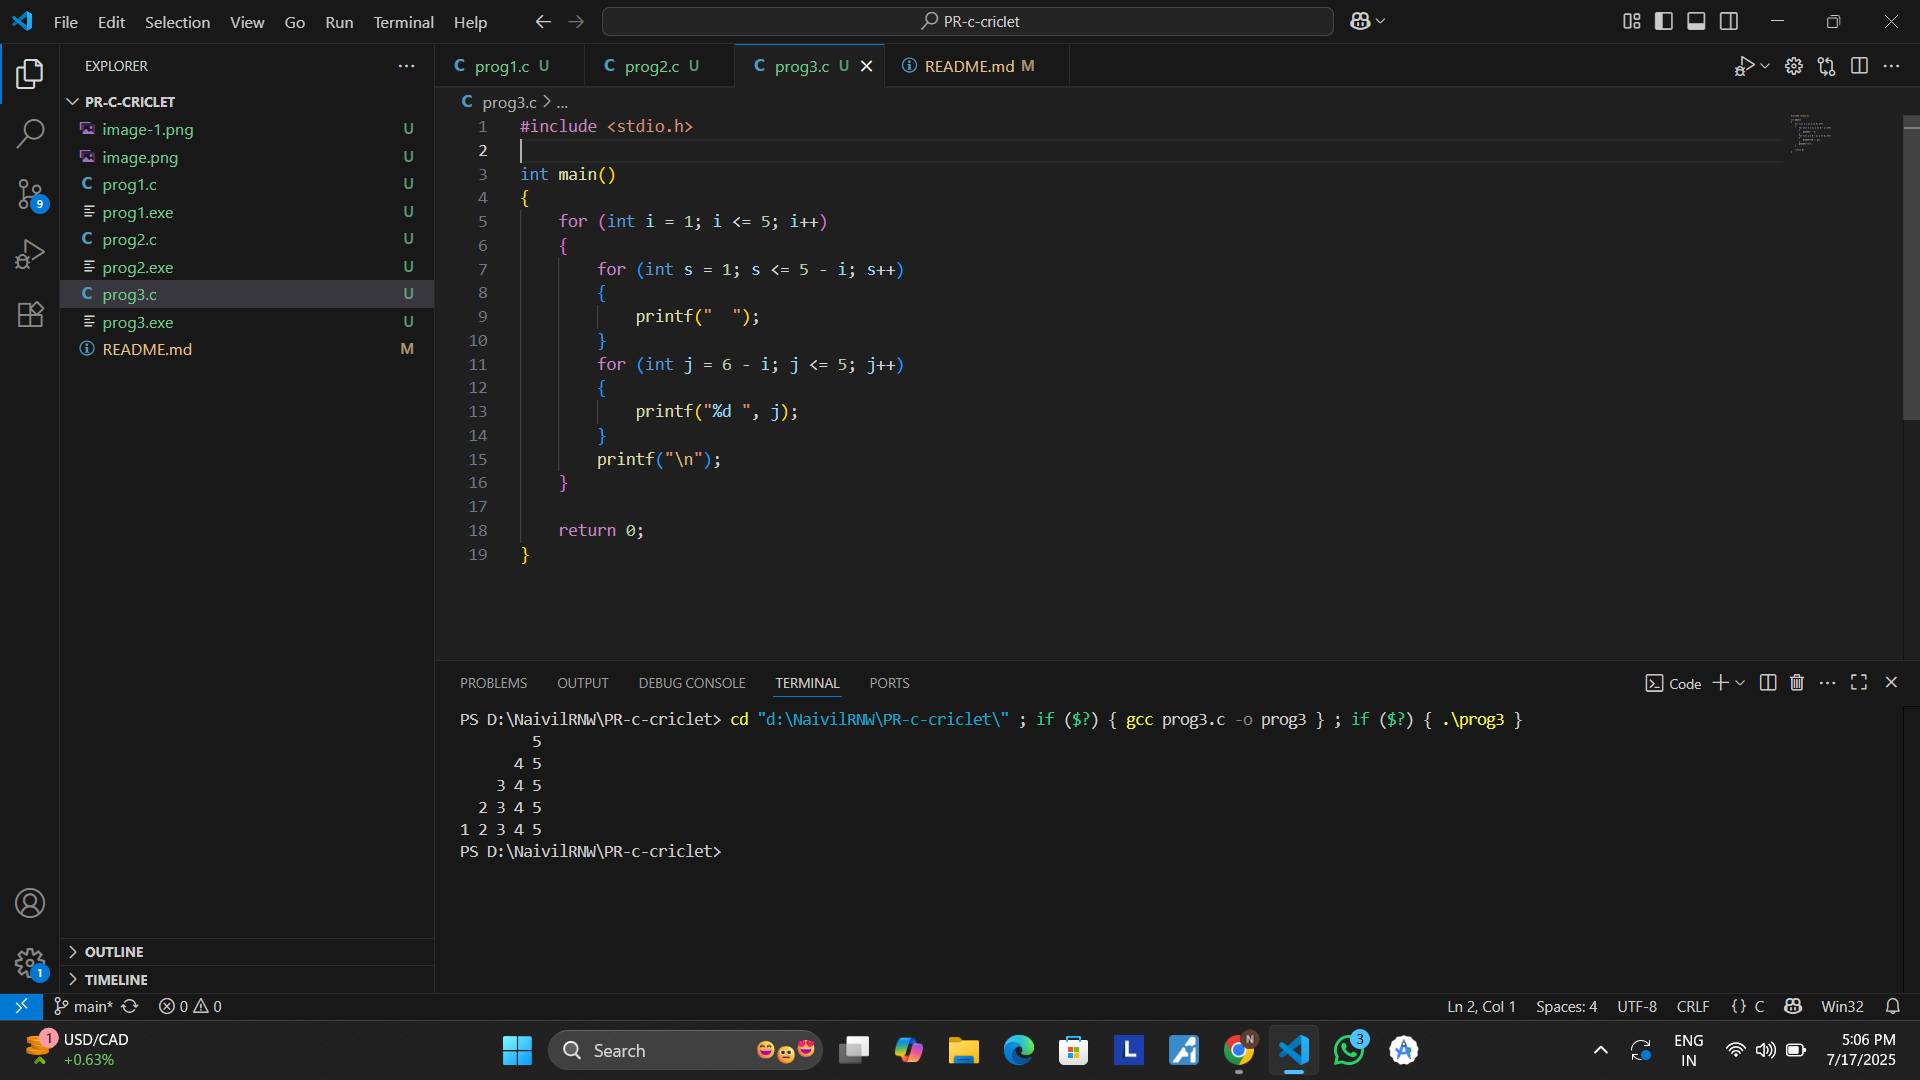 File Edit Selection View Go Run Terminal Help
PR-c-criclet
EXPLORER
PR-C-CRICLET
image-1.png U
image.png U
prog1.c U
prog1.exe U
prog2.c U
prog2.exe U
prog3.c U
prog3.exe U
README.md M
OUTLINE
TIMELINE
9
1
C prog1.c U C prog2.c U C prog3.c U README.md M
C prog3.c > ...
1 #include <stdio.h>
2
3 int main()
4 {
5 for (int i = 1; i <= 5; i++)
6 {
7 for (int s = 1; s <= 5 - i; s++)
8 {
9 printf("  ");
10 }
11 for (int j = 6 - i; j <= 5; j++)
12 {
13 printf("%d ", j);
14 }
15 printf("\n");
16 }
17
18 return 0;
19 }
PROBLEMS OUTPUT DEBUG CONSOLE TERMINAL PORTS
Code
PS D:\NaivilRNW\PR-c-criclet> cd "d:\NaivilRNW\PR-c-criclet\" ; if ($?) { gcc prog3.c -o prog3 } ; if ($?) { .\prog3 }
5
4 5
3 4 5
2 3 4 5
1 2 3 4 5
PS D:\NaivilRNW\PR-c-criclet>
main* 0 0
Ln 2, Col 1 Spaces: 4 UTF-8 CRLF {} C Win32
1
USD/CAD
+0.63%
Search
L
N
3
ENG
IN
5:06 PM
7/17/2025